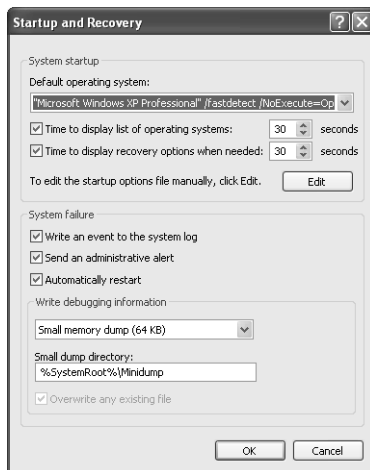 Startup and Recovery
System startup
Default operating system:
"Microsoft Windows XP Professional" /fastdetect /NoExecute=Op
Time to display list of operating systems: 30 seconds
Time to display recovery options when needed: 30 seconds
To edit the startup options file manually, click Edit. Edit
System failure
Write an event to the system log
Send an administrative alert
Automatically restart
Write debugging information
Small memory dump (64 KB)
Small dump directory:
%SystemRoot%\Minidump
Overwrite any existing file
OK Cancel